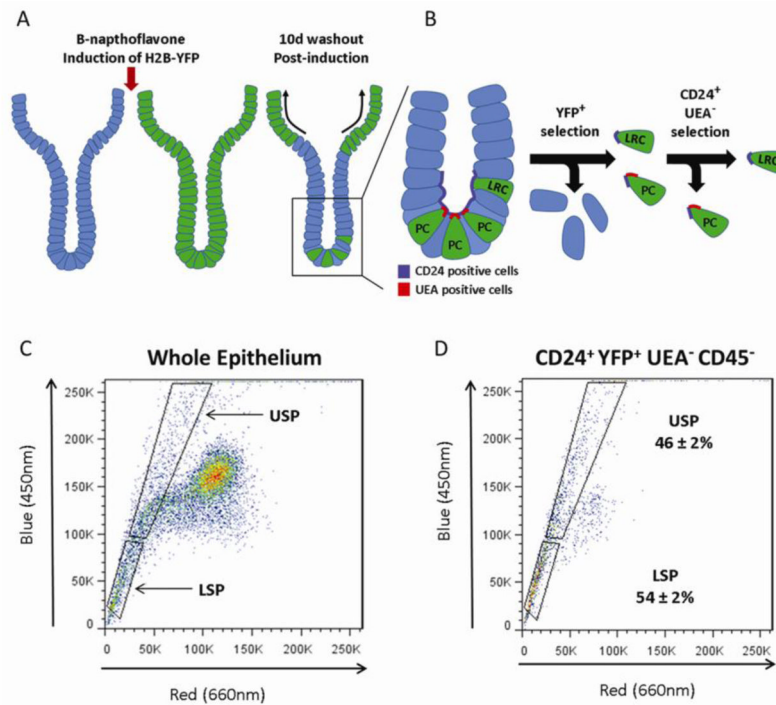 A
B-napthoflavone
Induction of H2B-YFP
10d washout
Post-induction
B
YFP+
selection
CD24+
UEA-
selection
LRC
LRC
LRC
PC
PC
PC
PC
PC
CD24 positive cells
UEA positive cells
C
Whole Epithelium
250K
200K
150K
100K
50K
0
Blue (450nm)
USP
LSP
0 50K 100K 150K 200K 250K
Red (660nm)
D
CD24+ YFP+ UEA- CD45-
250K
200K
150K
100K
50K
0
Blue (450nm)
USP
46 ± 2%
LSP
54 ± 2%
0 50K 100K 150K 200K 250K
Red (660nm)